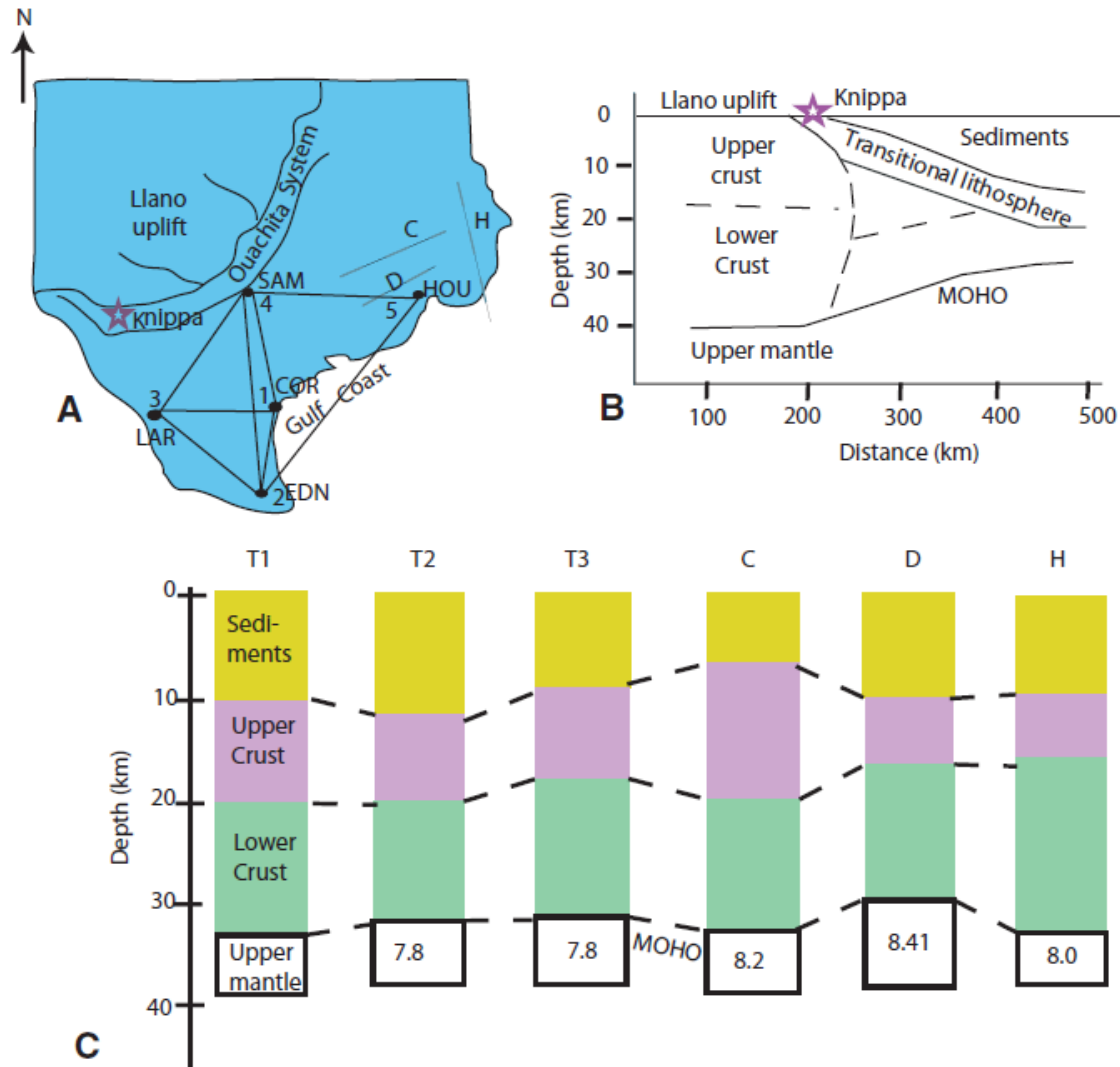 N
Llano
uplift
Ouachita System
C
H
D
SAM
4
HOU
5
Knippa
1
COR
Gulf Coast
3
LAR
2
EDN
A
Llano uplift
Knippa
0
10
20
30
40
Depth (km)
Upper
crust
Transitional lithosphere
Sediments
Lower
Crust
MOHO
Upper mantle
100
200
300
400
500
Distance (km)
B
T1
T2
T3
C
D
H
0
10
20
30
40
Depth (km)
Sedi-
ments
Upper
Crust
Lower
Crust
Upper
mantle
7.8
7.8
MOHO
8.2
8.41
8.0
C